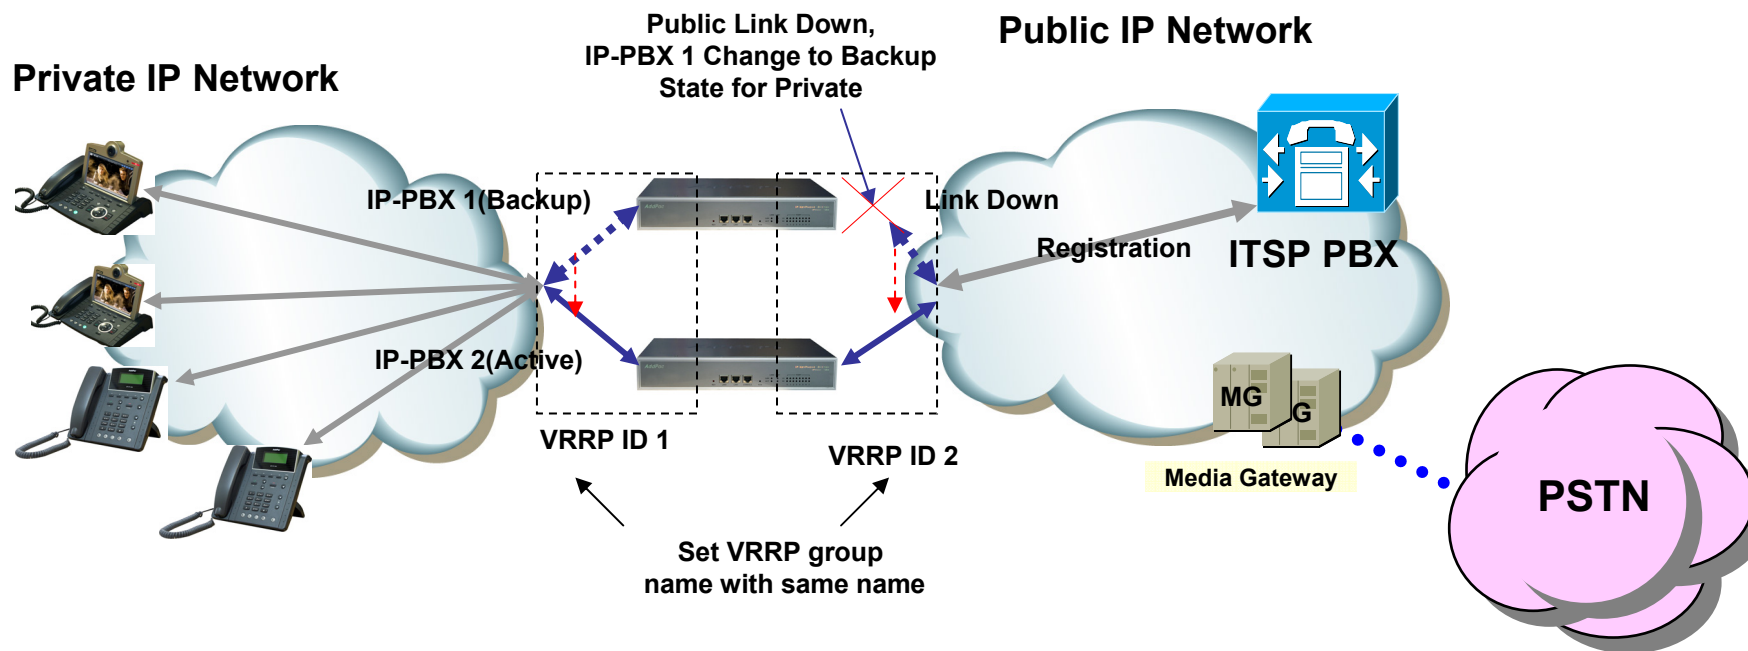 Public Link Down,
IP-PBX 1 Change to Backup
State for Private
Public IP Network
Private IP Network
IP-PBX 1(Backup)
Link Down
Registration
ITSP PBX
IP-PBX 2(Active)
VRRP ID 1
VRRP ID 2
MG
G
Media Gateway
PSTN
Set VRRP group
name with same name